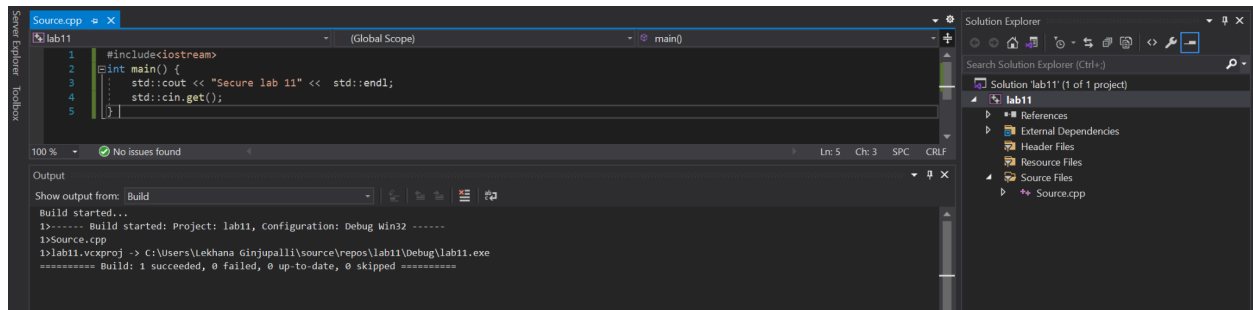 Server Explorer
Toolbox
Source.cpp
lab11
(Global Scope)
main()
1 #include<iostream>
2 int main() {
3 std::cout << "Secure lab 11" << std::endl;
4 std::cin.get();
5 }
100 %
No issues found
Ln: 5
Ch: 3
SPC
CRLF
Output
Show output from: Build
Build started...
1>------ Build started: Project: lab11, Configuration: Debug Win32 ------
1>Source.cpp
1>lab11.vcxproj -> C:\Users\Lekhana Ginjupalli\source\repos\lab11\Debug\lab11.exe
========== Build: 1 succeeded, 0 failed, 0 up-to-date, 0 skipped ==========
Solution Explorer
Search Solution Explorer (Ctrl+;)
Solution 'lab11' (1 of 1 project)
lab11
References
External Dependencies
Header Files
Resource Files
Source Files
Source.cpp